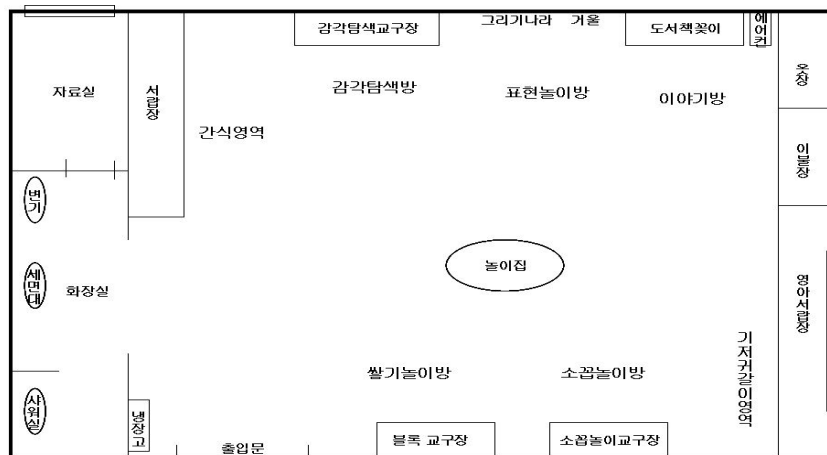 감각탐색교구장
그리기나라 거울
도서책꽂이
에어컨
자료실
서랍장
감각탐색방
표현놀이방
이야기방
옷장
간식영역
이불장
변기
세면대
화장실
놀이집
영아서랍장
기저귀갈이영역
쌓기놀이방
소꼽놀이방
샤워실
냉장고
블록 교구장
소꼽놀이교구장
출입문